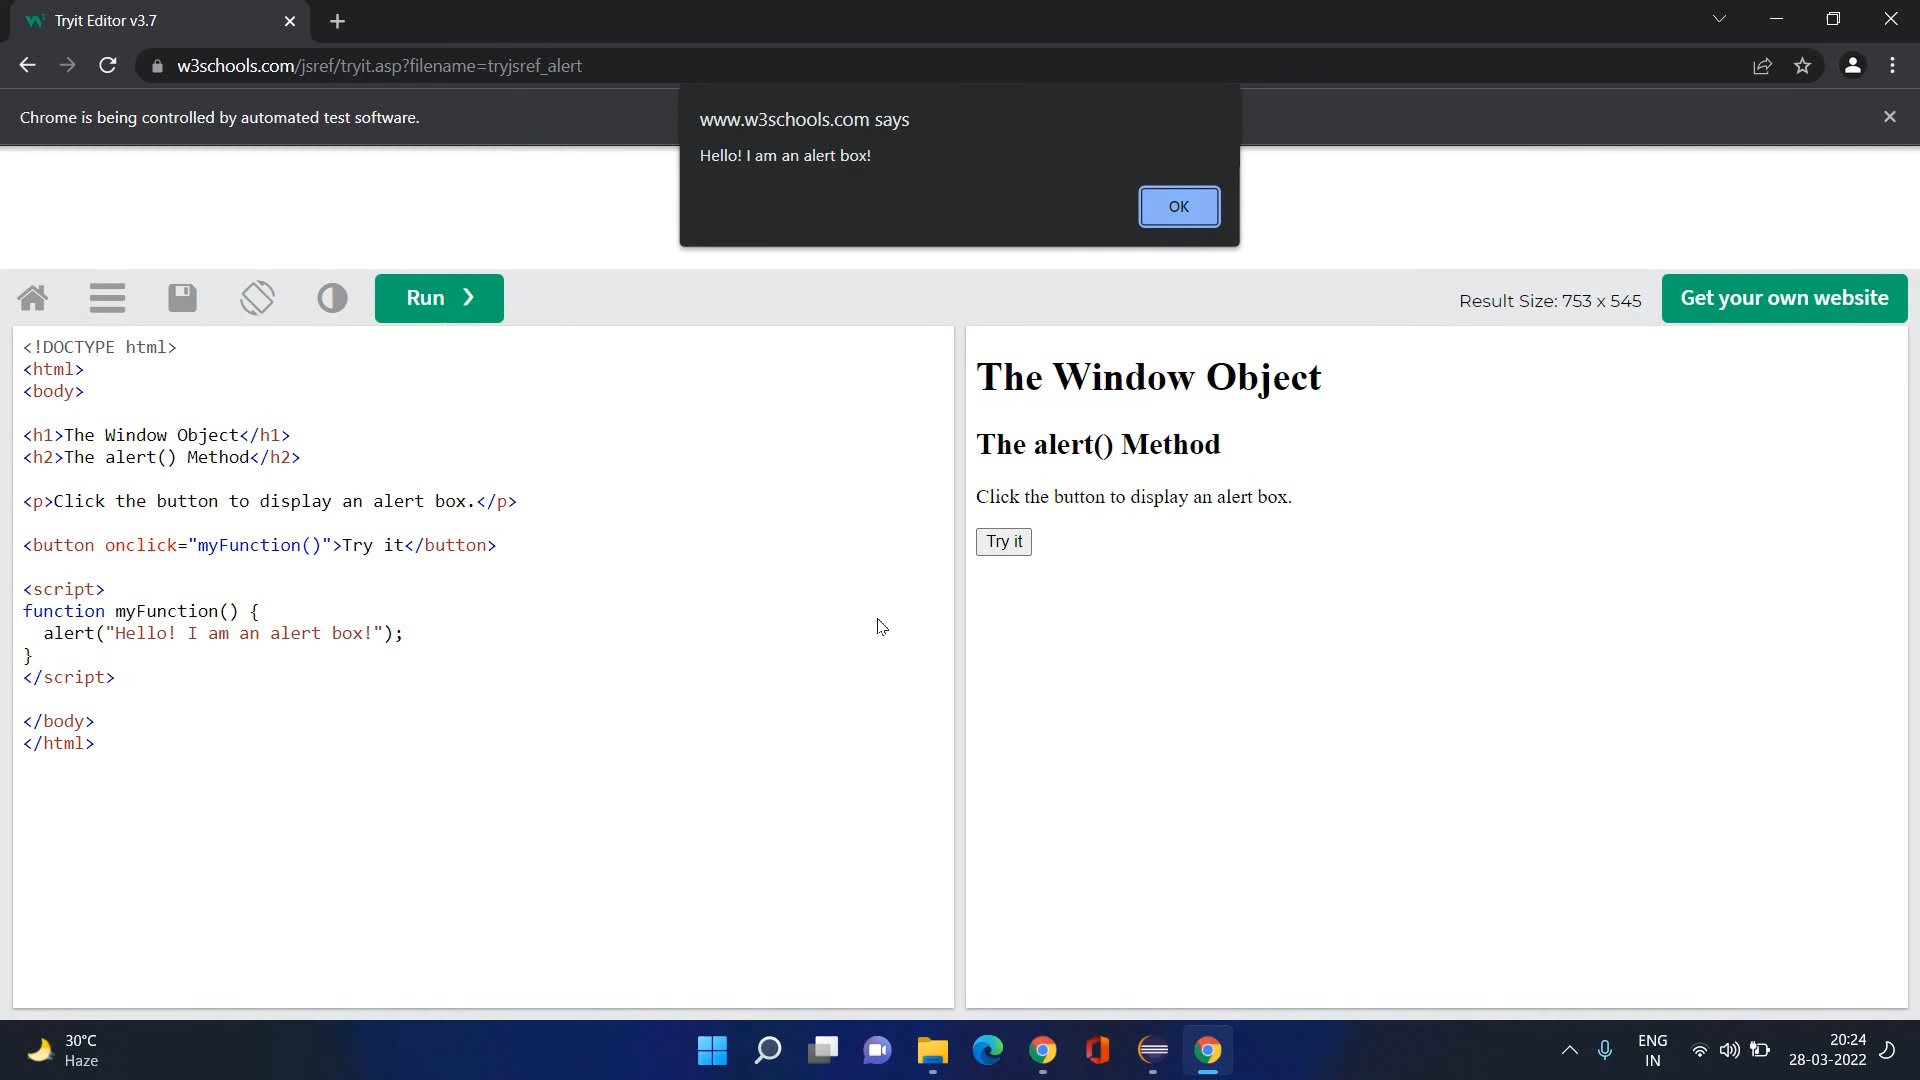 Tryit Editor v3.7
w3schools.com/jsref/tryit.asp?filename=tryjsref_alert
Chrome is being controlled by automated test software.
www.w3schools.com says
Hello! I am an alert box!
OK
Run ❯
Result Size: 753 x 545
Get your own website
<!DOCTYPE html>
<html>
<body>
<h1>The Window Object</h1>
<h2>The alert() Method</h2>
<p>Click the button to display an alert box.</p>
<button onclick="myFunction()">Try it</button>
<script>
function myFunction() {
  alert("Hello! I am an alert box!");
}
</script>
</body>
</html>
The Window Object
The alert() Method
Click the button to display an alert box.
Try it
30°C
Haze
ENG
IN
20:24
28-03-2022